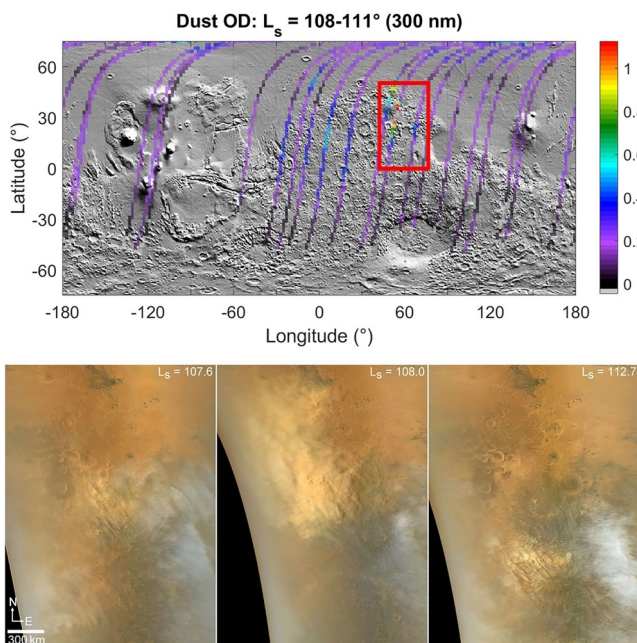 Dust OD: Ls = 108-111° (300 nm)
Latitude (°)
60
30
0
-30
-60
-180
-120
-60
0
60
120
180
Longitude (°)
1
0
Ls = 107.6
Ls = 108.0
Ls = 112.7
N
E
300 km